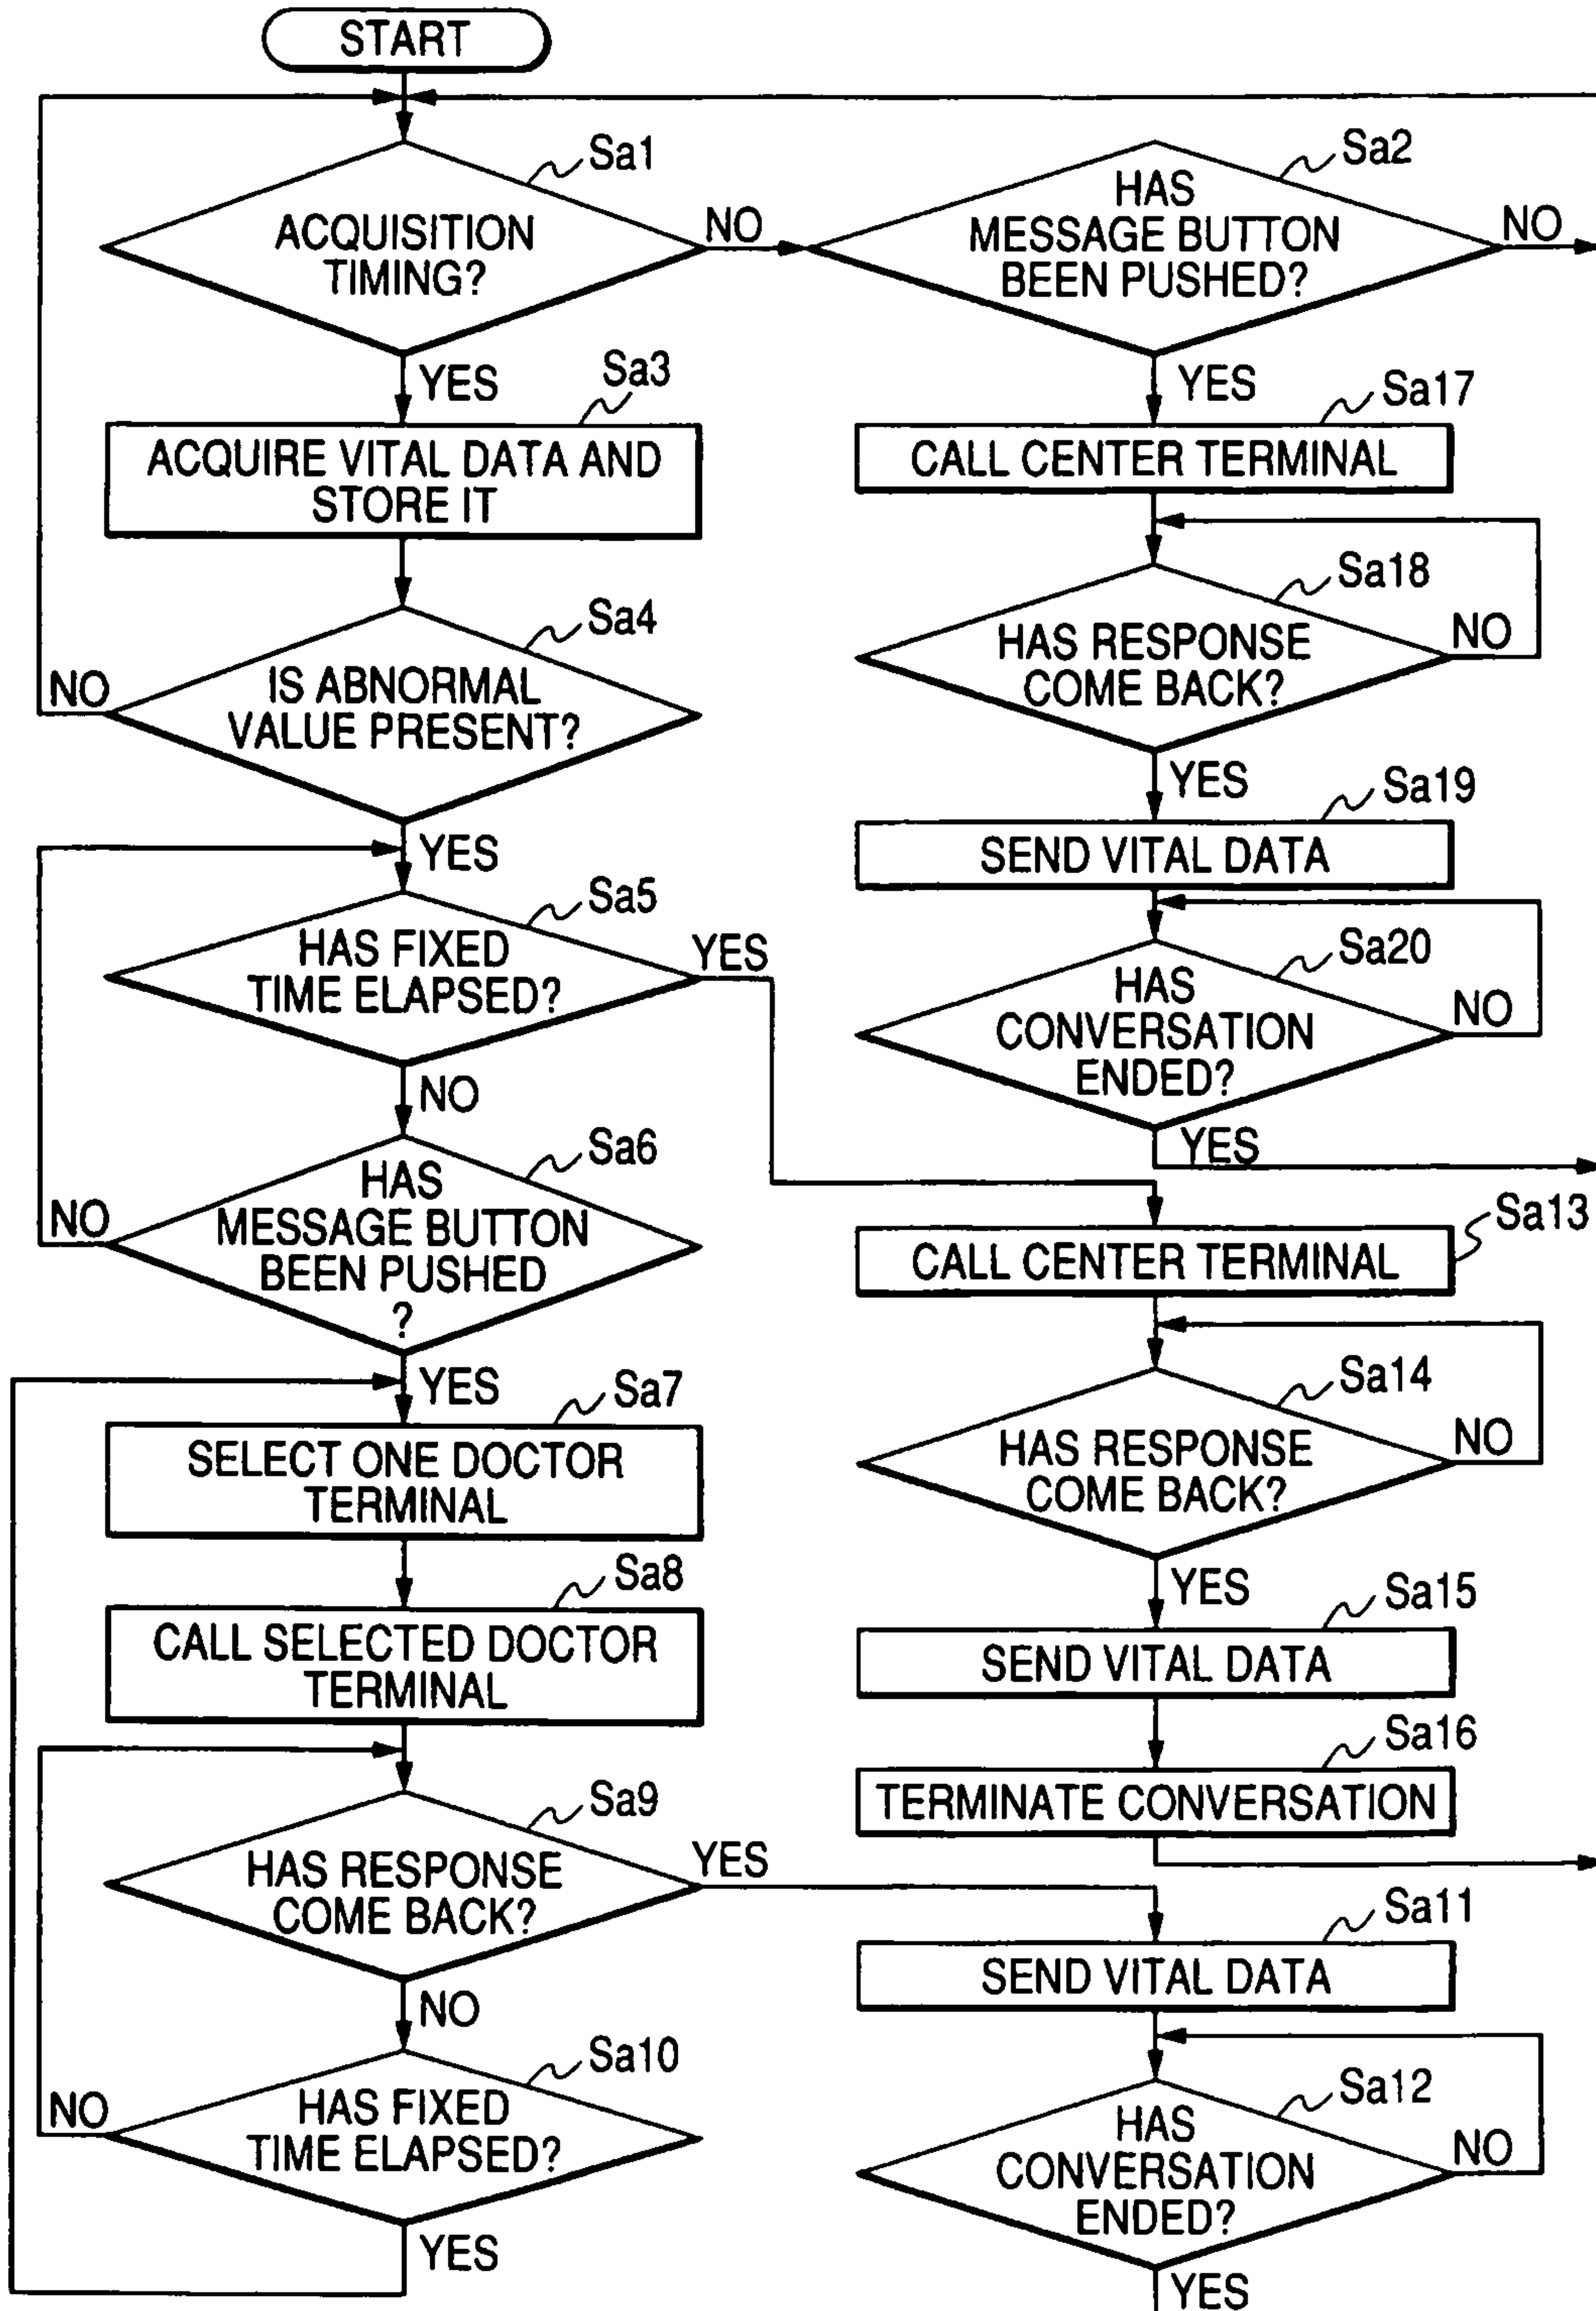 START
Sa1
ACQUISITION
TIMING?
NO
YES
Sa2
HAS
MESSAGE BUTTON
BEEN PUSHED?
NO
YES
Sa3
ACQUIRE VITAL DATA AND
STORE IT
Sa4
IS ABNORMAL
VALUE PRESENT?
NO
YES
Sa5
HAS FIXED
TIME ELAPSED?
YES
NO
Sa6
HAS
MESSAGE BUTTON
BEEN PUSHED
?
NO
YES
Sa7
SELECT ONE DOCTOR
TERMINAL
Sa8
CALL SELECTED DOCTOR
TERMINAL
Sa9
HAS RESPONSE
COME BACK?
YES
NO
Sa10
HAS FIXED
TIME ELAPSED?
NO
YES
Sa17
CALL CENTER TERMINAL
Sa18
HAS RESPONSE
COME BACK?
NO
YES
Sa19
SEND VITAL DATA
Sa20
HAS
CONVERSATION
ENDED?
NO
YES
Sa13
CALL CENTER TERMINAL
Sa14
HAS RESPONSE
COME BACK?
NO
YES
Sa15
SEND VITAL DATA
Sa16
TERMINATE CONVERSATION
Sa11
SEND VITAL DATA
Sa12
HAS
CONVERSATION
ENDED?
NO
YES